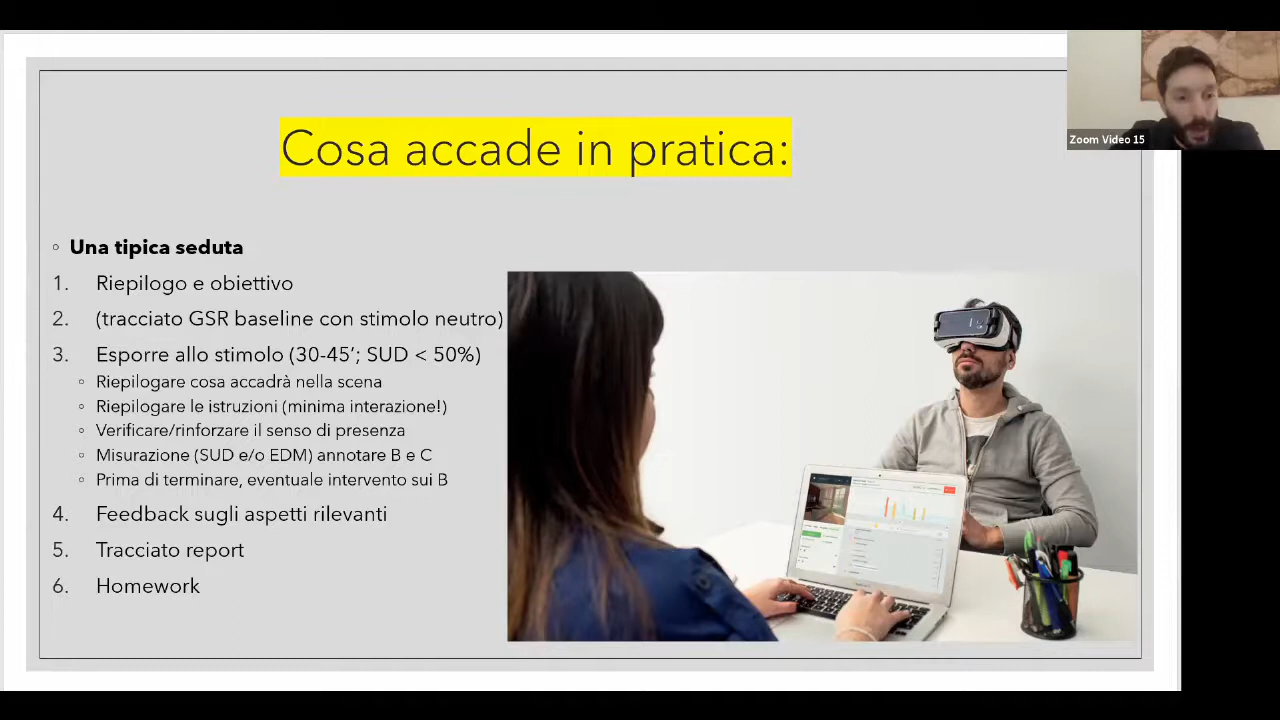 Cosa accade in pratica:
Zoom Video 15
◦ Una tipica seduta
1. Riepilogo e obiettivo
2. (tracciato GSR baseline con stimolo neutro)
3. Esporre allo stimolo (30-45’; SUD < 50%)
◦ Riepilogare cosa accadrà nella scena
◦ Riepilogare le istruzioni (minima interazione!)
◦ Verificare/rinforzare il senso di presenza
◦ Misurazione (SUD e/o EDM) annotare B e C
◦ Prima di terminare, eventuale intervento sui B
4. Feedback sugli aspetti rilevanti
5. Tracciato report
6. Homework